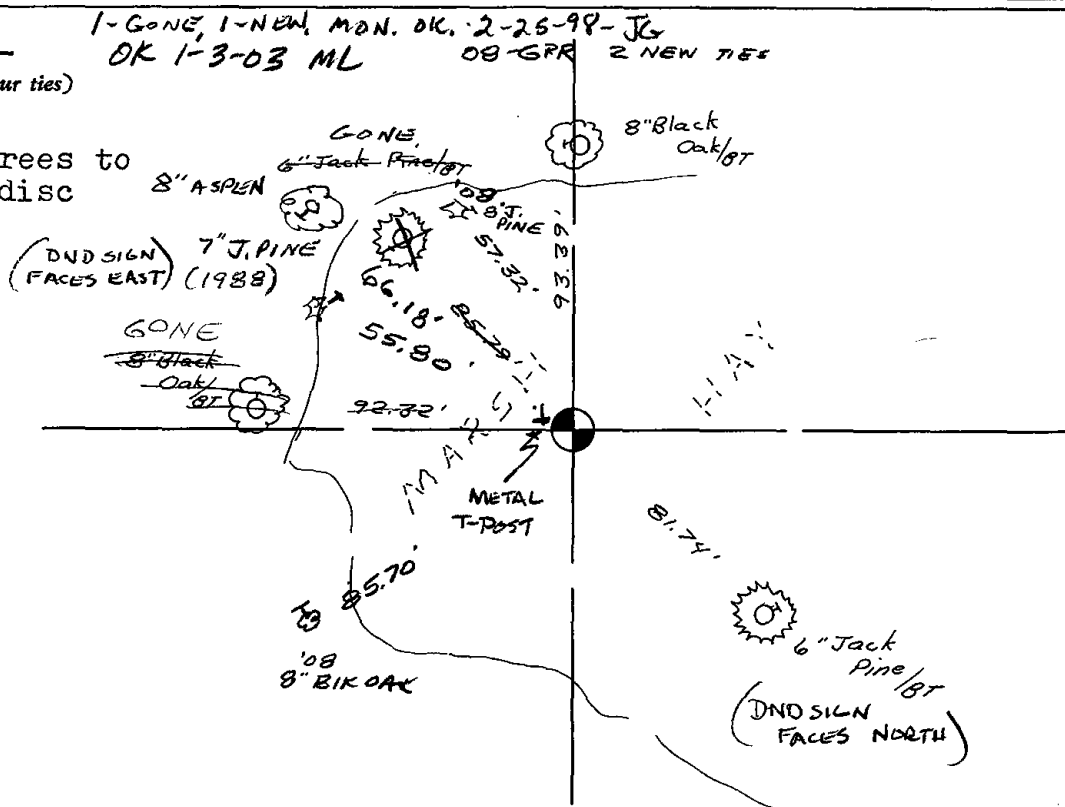 1-GONE, 1-NEW, MON. OK. 2-25-98-JG
OK 1-3-03 ML
08-GRR 2 NEW TIES
ur ties)
rees to
disc
GONE
6" Jack Pine/BT
8" Black
Oak/BT
8" ASPLEN
'08
8" J.
PINE
(DND SIGN
FACES EAST)
7" J. PINE
(1988)
57.32'
93.39'
66.18'
85.79'
55.80'
GONE
8" Black
Oak/
BT
92.32'
MARSH
HAY
METAL
T-POST
81.74'
85.70'
'08
8" BlK OAK
6" Jack
Pine/BT
(DND SIGN
FACES NORTH)